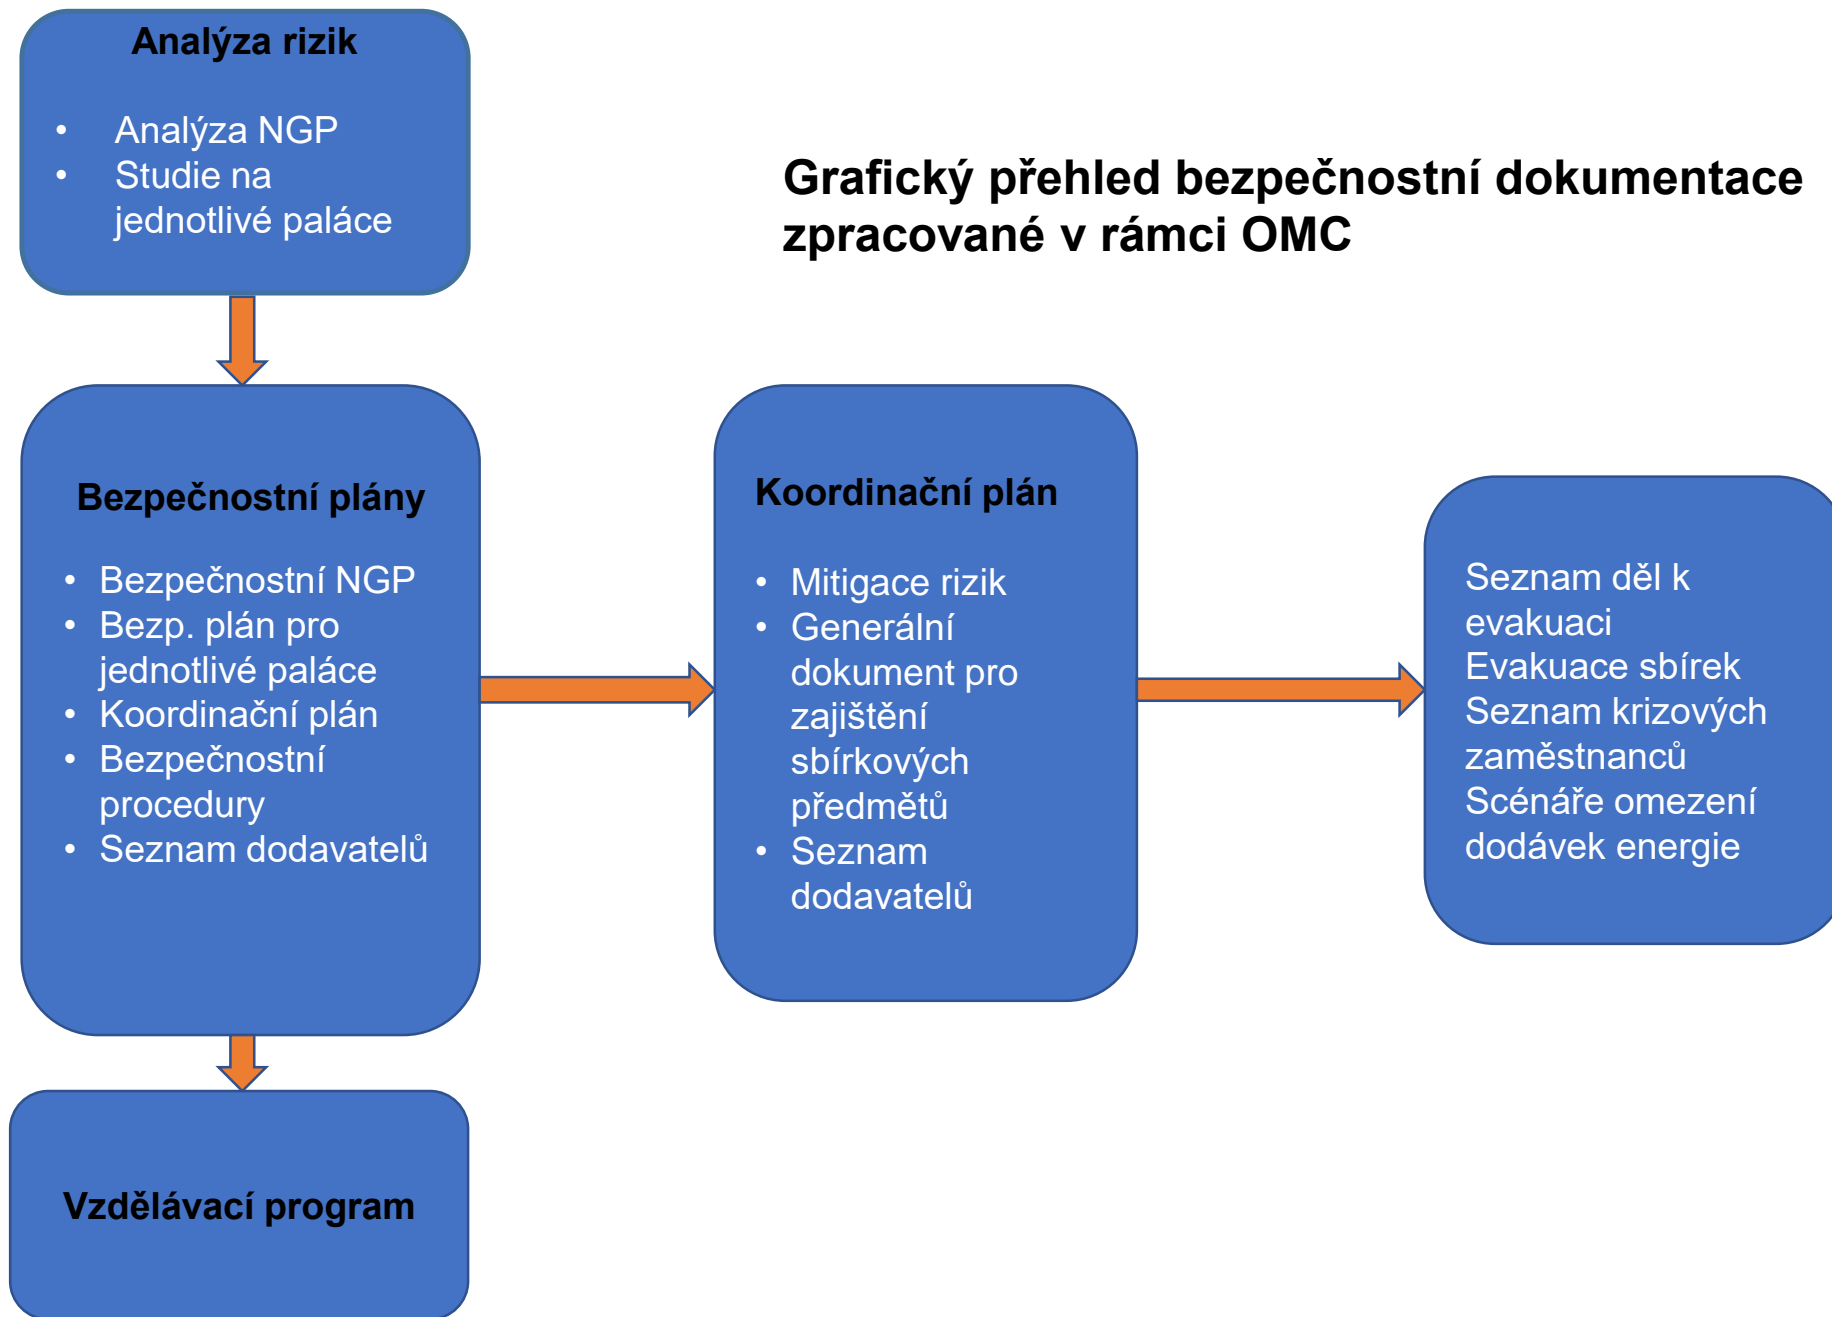 Analýza rizik
• Analýza NGP
• Studie na
jednotlivé paláce
Grafický přehled bezpečnostní dokumentace
zpracované v rámci OMC
Bezpečnostní plány
• Bezpečnostní NGP
• Bezp. plán pro
jednotlivé paláce
• Koordinační plán
• Bezpečnostní
procedury
• Seznam dodavatelů
Koordinační plán
• Mitigace rizik
• Generální
dokument pro
zajištění
sbírkových
předmětů
• Seznam
dodavatelů
Seznam děl k
evakuaci
Evakuace sbírek
Seznam krizových
zaměstnanců
Scénáře omezení
dodávek energie
Vzdělávací program